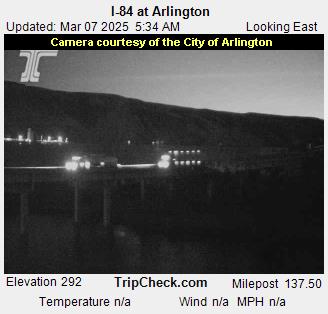 I-84 at Arlington
Updated: Mar 07 2025 5:34 AM Looking East
Camera courtesy of the City of Arlington
Elevation 292 TripCheck.com Milepost 137.50
Temperature n/a Wind n/a MPH n/a